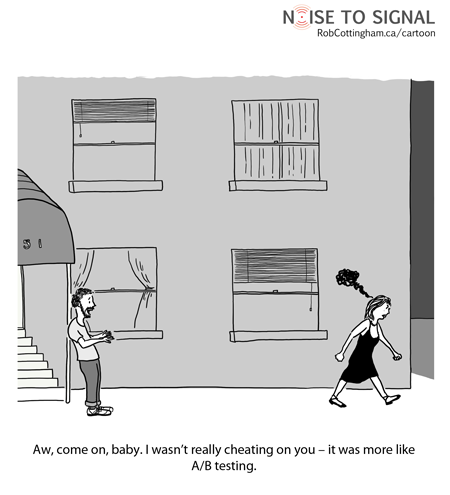 NOISE TO SIGNAL
RobCottingham.ca/cartoon
51
Aw, come on, baby. I wasn't really cheating on you – it was more like
A/B testing.